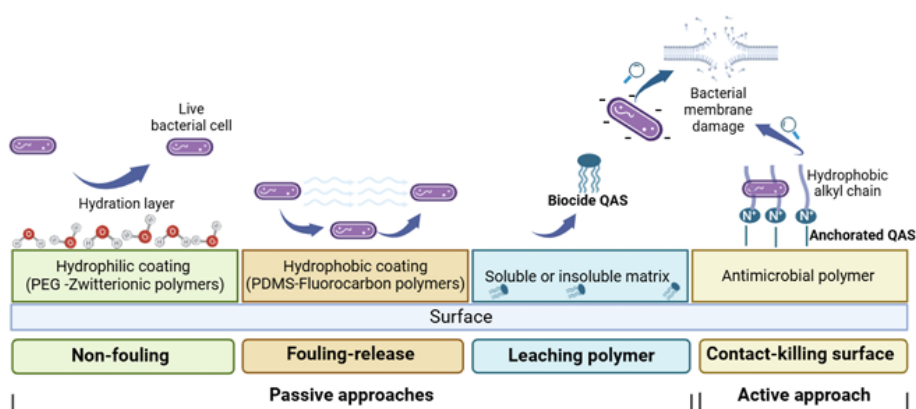 Live
bacterial cell
Hydration layer
Biocide QAS
Bacterial
membrane
damage
Hydrophobic
alkyl chain
N⁺ N⁺ N⁺
Anchorated QAS
H O H H O H H O H H O H H O H H O H
Hydrophilic coating
(PEG -Zwitterionic polymers)
Hydrophobic coating
(PDMS-Fluorocarbon polymers)
Soluble or insoluble matrix
Antimicrobial polymer
Surface
Non-fouling
Fouling-release
Leaching polymer
Contact-killing surface
Passive approaches
Active approach